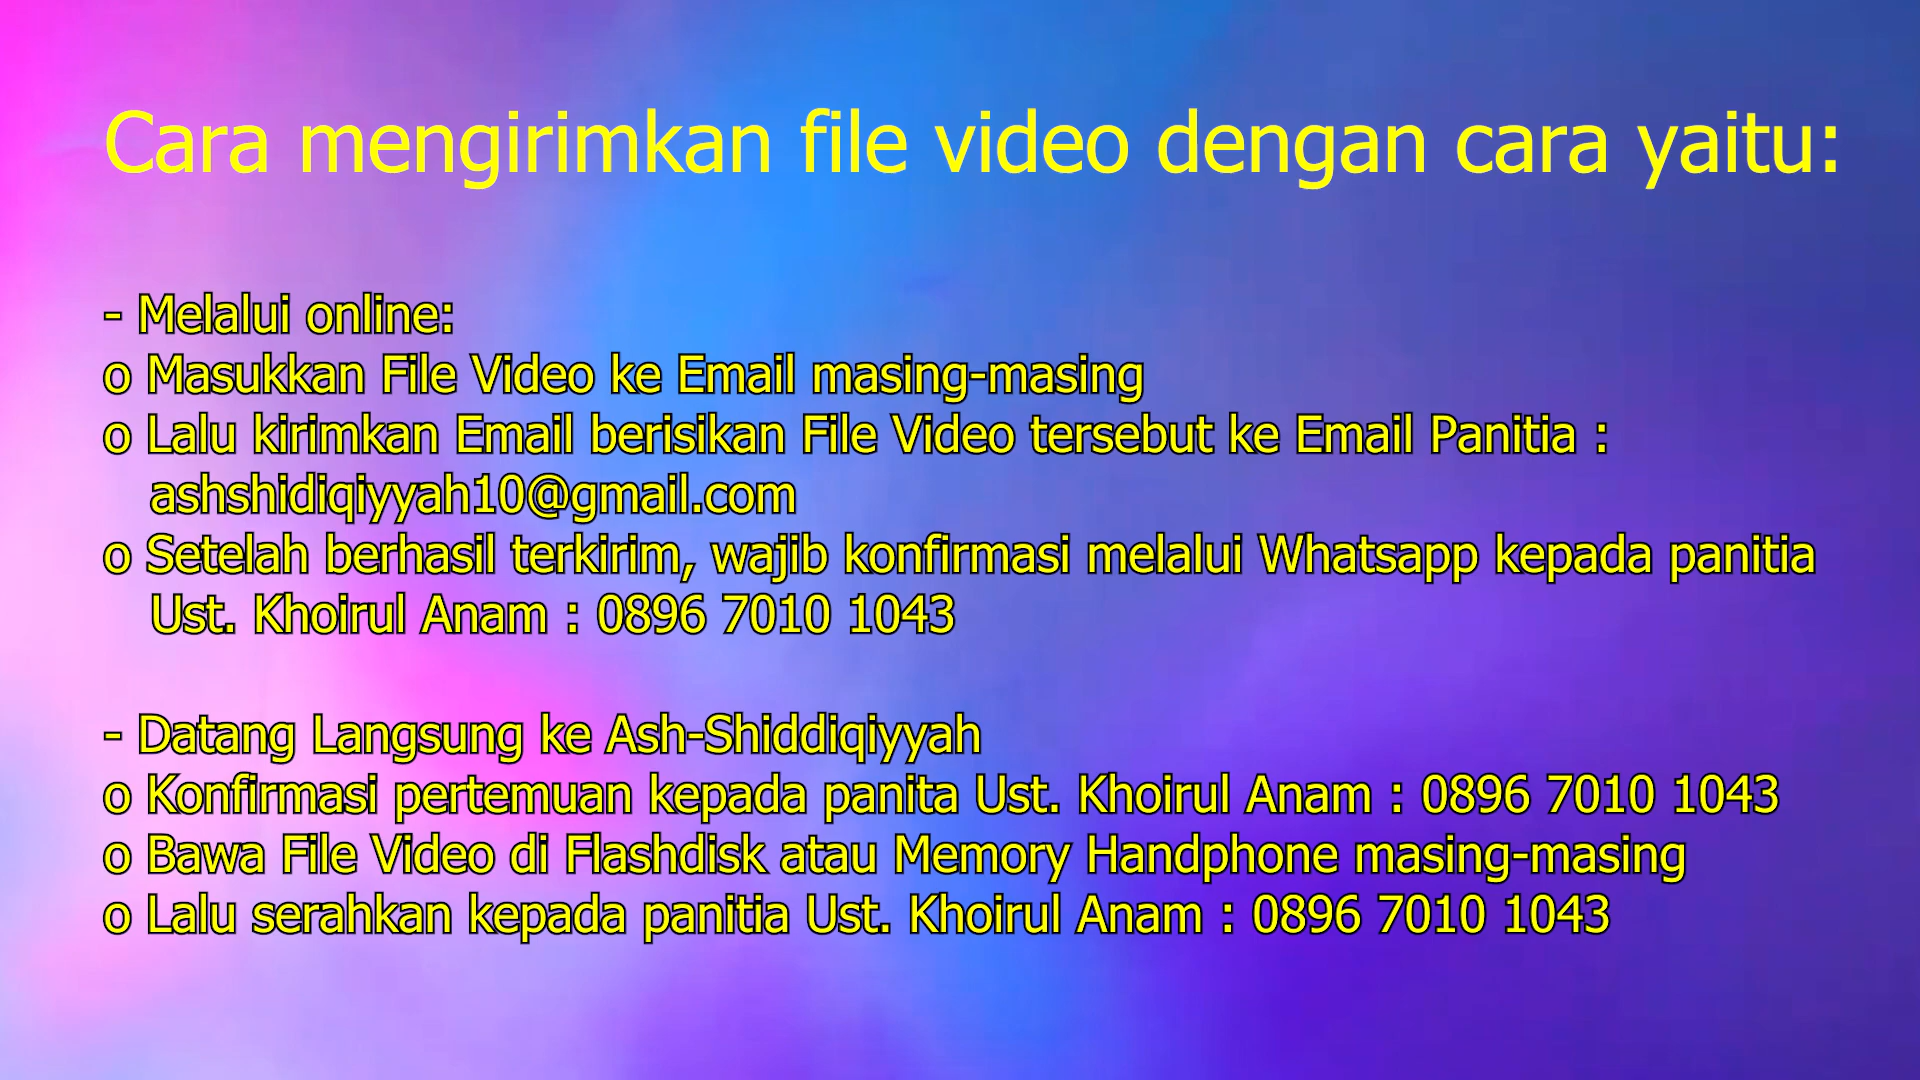 Cara mengirimkan file video dengan cara yaitu:
- Melalui online:
o Masukkan File Video ke Email masing-masing
o Lalu kirimkan Email berisikan File Video tersebut ke Email Panitia :
ashshidiqiyyah10@gmail.com
o Setelah berhasil terkirim, wajib konfirmasi melalui Whatsapp kepada panitia
Ust. Khoirul Anam : 0896 7010 1043
- Datang Langsung ke Ash-Shiddiqiyyah
o Konfirmasi pertemuan kepada panita Ust. Khoirul Anam : 0896 7010 1043
o Bawa File Video di Flashdisk atau Memory Handphone masing-masing
o Lalu serahkan kepada panitia Ust. Khoirul Anam : 0896 7010 1043